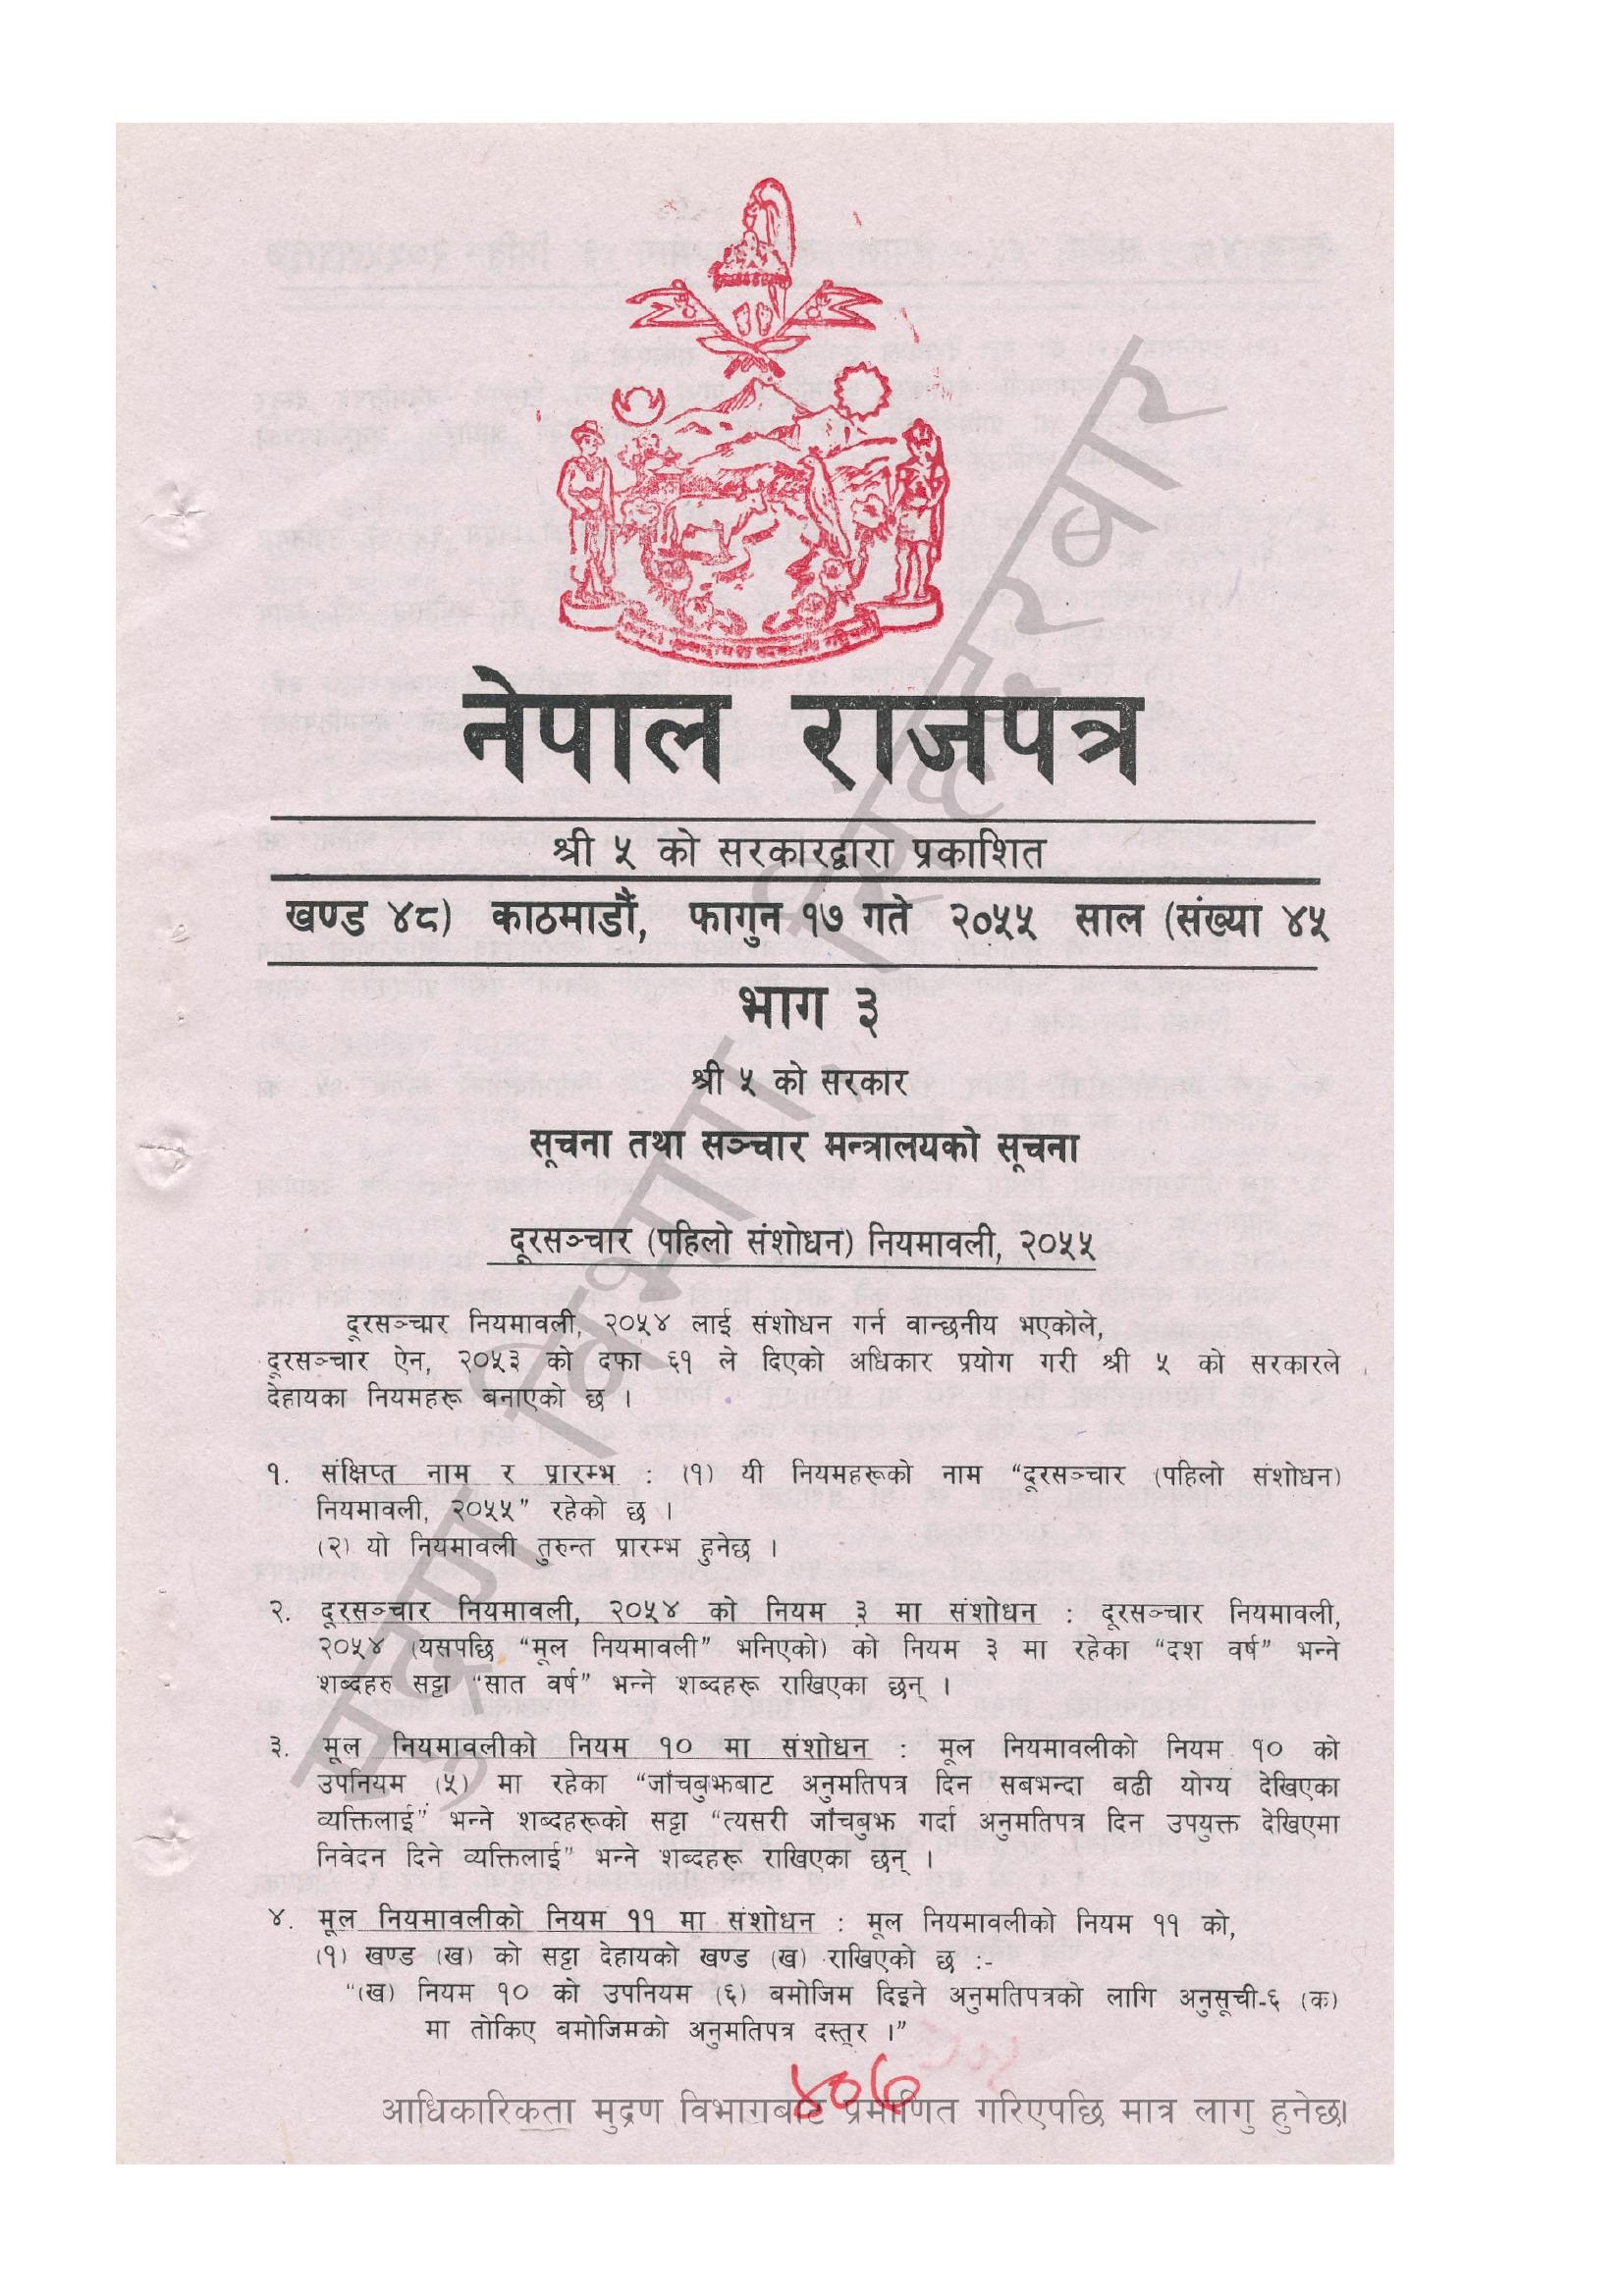 नेपाल राजपत्र
श्री ५ को सरकारद्वारा प्रकाशित
खण्ड ४८) काठमाडौं, फागुन १७ गते २०५५ साल (संख्या ४५
भाग ३
श्री ५ को सरकार
सूचना तथा सञ्चार मन्त्रालयको सूचना
दूरसञ्चार (पहिलो संशोधन) नियमावली, २०५५
दूरसञ्चार नियमावली, २०५४ लाई संशोधन गर्न वान्छनीय भएकोले,
दूरसञ्चार ऐन, २०५३ को दफा ६१ ले दिएको अधिकार प्रयोग गरी श्री ५ को सरकारले
देहायका नियमहरू बनाएको छ ।
१. संक्षिप्त नाम र प्रारम्भ : (१) यी नियमहरूको नाम “दूरसञ्चार (पहिलो संशोधन)
नियमावली, २०५५” रहेको छ ।
(२) यो नियमावली तुरुन्त प्रारम्भ हुनेछ ।
२. दूरसञ्चार नियमावली, २०५४ को नियम ३ मा संशोधन : दूरसञ्चार नियमावली,
२०५४ (यसपछि “मूल नियमावली” भनिएको) को नियम ३ मा रहेका “दश वर्ष” भन्ने
शब्दहरु सट्टा “सात वर्ष” भन्ने शब्दहरू राखिएका छन् ।
३. मूल नियमावलीको नियम १० मा संशोधन : मूल नियमावलीको नियम १० को
उपनियम (५) मा रहेका “जाँचबुझबाट अनुमतिपत्र दिन सबभन्दा बढी योग्य देखिएका
व्यक्तिलाई” भन्ने शब्दहरूको सट्टा “त्यसरी जाँचबुझ गर्दा अनुमतिपत्र दिन उपयुक्त देखिएमा
निवेदन दिने व्यक्तिलाई” भन्ने शब्दहरू राखिएका छन् ।
४. मूल नियमावलीको नियम ११ मा संशोधन : मूल नियमावलीको नियम ११ को,
(१) खण्ड (ख) को सट्टा देहायको खण्ड (ख) राखिएको छ :-
“(ख) नियम १० को उपनियम (६) बमोजिम दिइने अनुमतिपत्रको लागि अनुसूची-६ (क)
मा तोकिए बमोजिमको अनुमतिपत्र दस्तूर ।”
४०७
आधिकारिकता मुद्रण विभागबाट प्रमाणित गरिएपछि मात्र लागु हुनेछ।
मुद्रण विभाग, सिंहदरबार